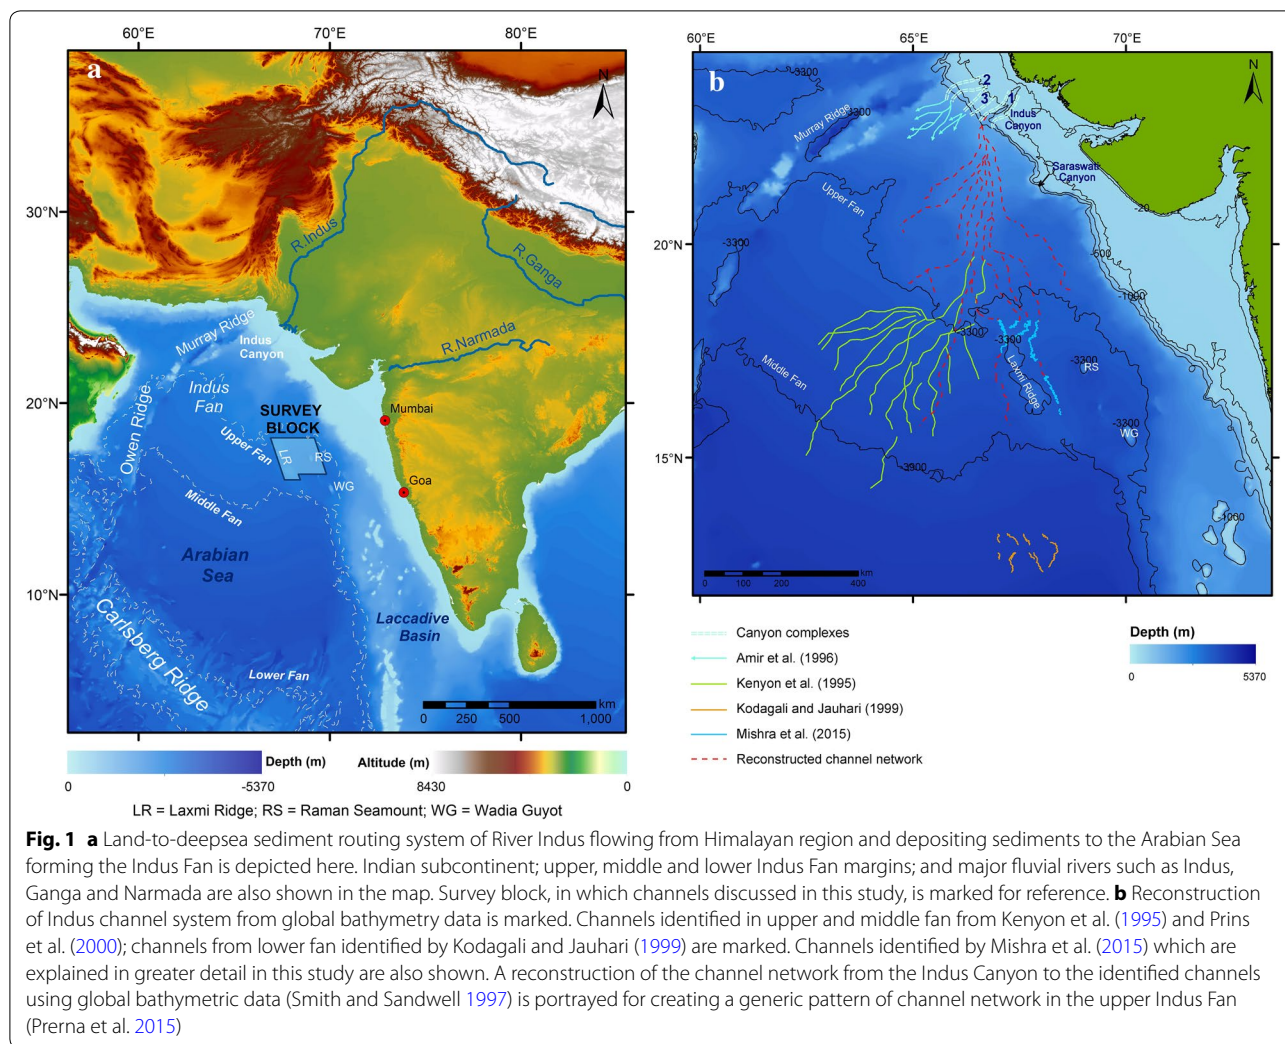 60°E
70°E
80°E
a
N
30°N
20°N
10°N
R.Indus
R.Ganga
R.Narmada
Murray Ridge
Indus
Canyon
Indus
Fan
Owen Ridge
SURVEY
BLOCK
Upper Fan
LR
RS
WG
Middle Fan
Mumbai
Goa
Arabian
Sea
Laccadive
Basin
Carlsberg Ridge
Lower Fan
0 250 500 1,000 km
Depth (m)
0 -5370
Altitude (m)
8430 0
LR = Laxmi Ridge; RS = Raman Seamount; WG = Wadia Guyot
60°E
65°E
70°E
b
N
20°N
15°N
-3300
2
3
1
Indus
Canyon
Murray Ridge
-3300
Saraswati
Canyon
Upper Fan
-20
-3300
-500
-1000
-3300
-3300
-3300
Laxmi Ridge
RS
Middle Fan
-3300
WG
-3900
-1000
0 100 200 400
km
Canyon complexes
Amir et al. (1996)
Kenyon et al. (1995)
Kodagali and Jauhari (1999)
Mishra et al. (2015)
Reconstructed channel network
Depth (m)
0 5370
Fig. 1 a Land-to-deepsea sediment routing system of River Indus flowing from Himalayan region and depositing sediments to the Arabian Sea
forming the Indus Fan is depicted here. Indian subcontinent; upper, middle and lower Indus Fan margins; and major fluvial rivers such as Indus,
Ganga and Narmada are also shown in the map. Survey block, in which channels discussed in this study, is marked for reference. b Reconstruction
of Indus channel system from global bathymetry data is marked. Channels identified in upper and middle fan from Kenyon et al. (1995) and Prins
et al. (2000); channels from lower fan identified by Kodagali and Jauhari (1999) are marked. Channels identified by Mishra et al. (2015) which are
explained in greater detail in this study are also shown. A reconstruction of the channel network from the Indus Canyon to the identified channels
using global bathymetric data (Smith and Sandwell 1997) is portrayed for creating a generic pattern of channel network in the upper Indus Fan
(Prerna et al. 2015)